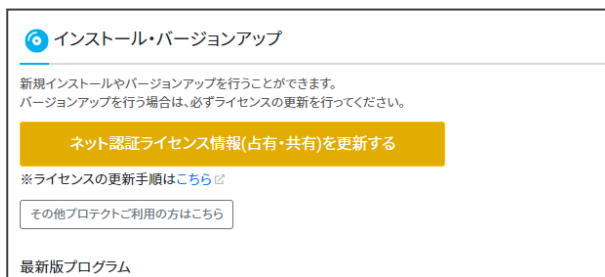 インストール・バージョンアップ
新規インストールやバージョンアップを行うことができます。
バージョンアップを行う場合は、必ずライセンスの更新を行ってください。
ネット認証ライセンス情報(占有・共有)を更新する
※ライセンスの更新手順はこちら
その他プロテクトご利用の方はこちら
最新版プログラム